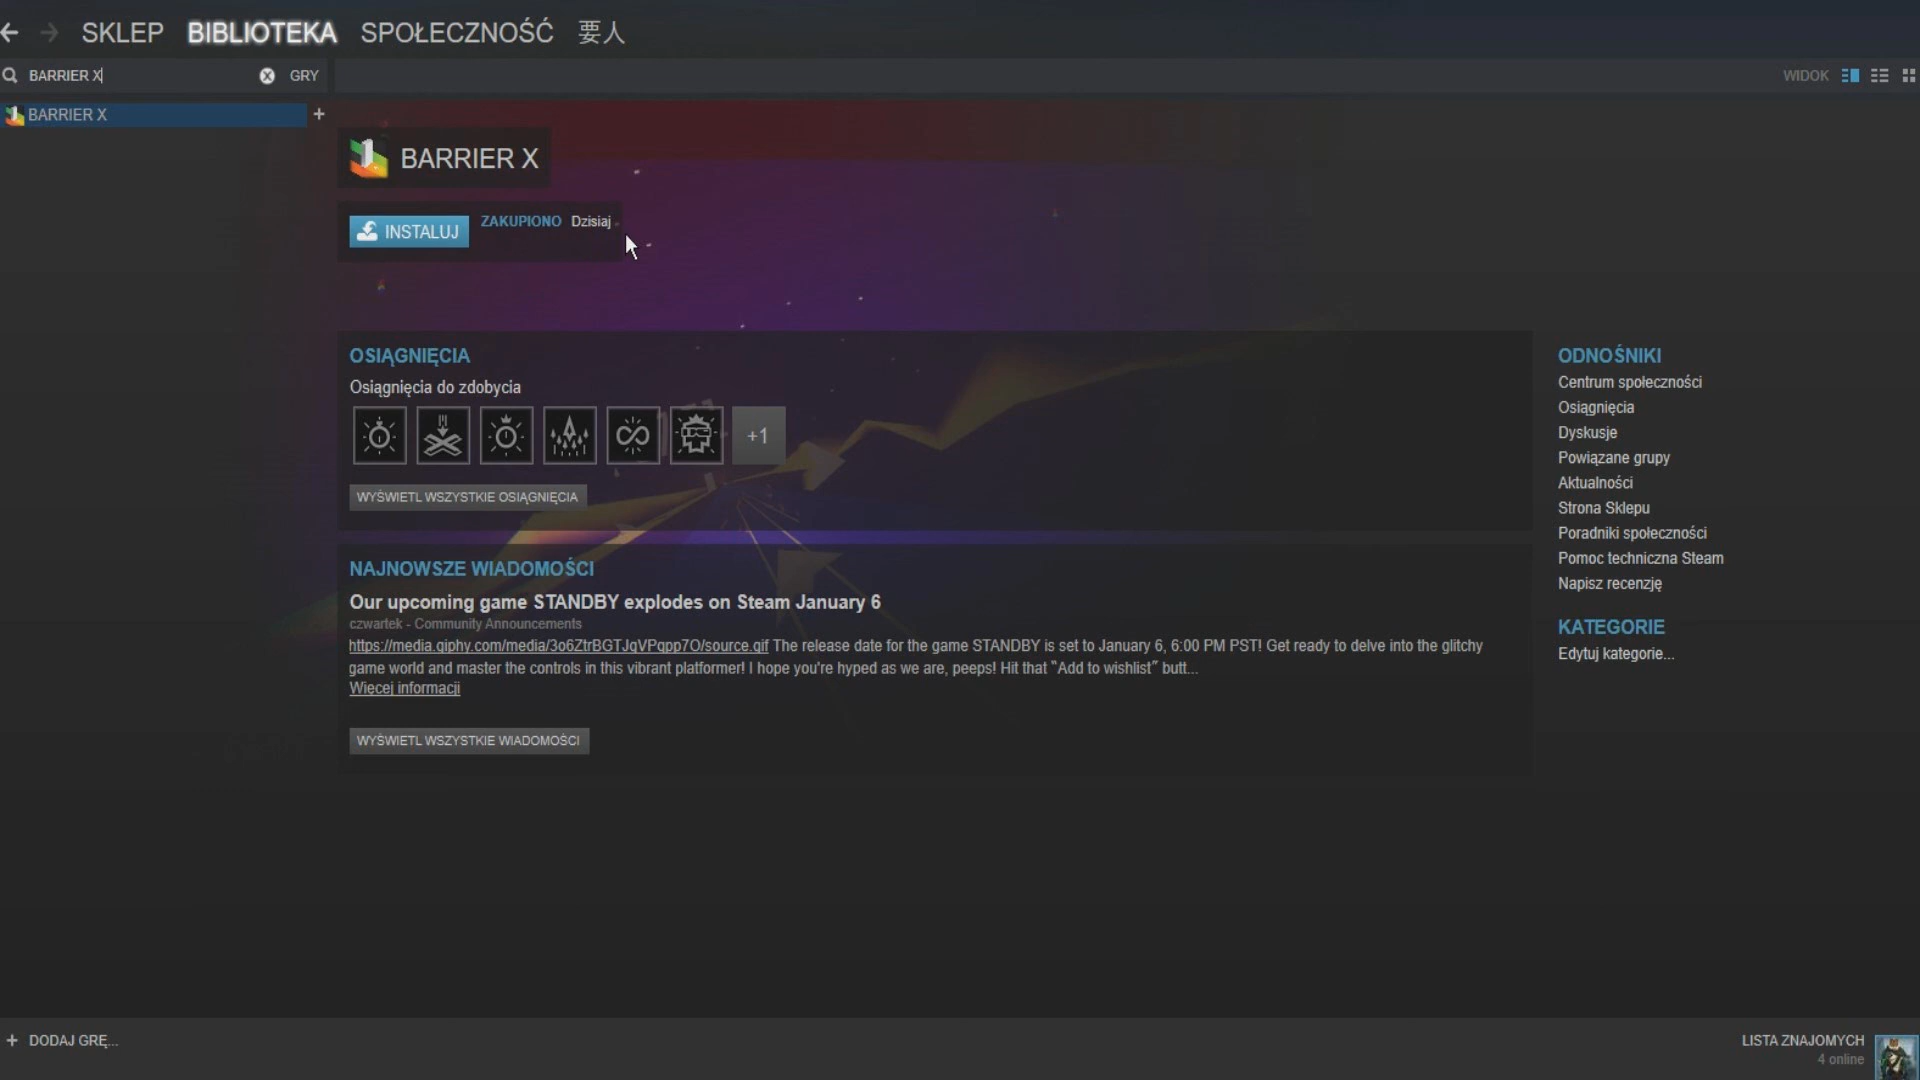 SKLEP BIBLIOTEKA SPOŁECZNOŚĆ 要人
BARRIER X GRY WIDOK
BARRIER X +
BARRIER X
INSTALUJ ZAKUPIONO Dzisiaj
OSIĄGNIĘCIA
Osiągnięcia do zdobycia
+1
WYŚWIETL WSZYSTKIE OSIĄGNIĘCIA
NAJNOWSZE WIADOMOŚCI
Our upcoming game STANDBY explodes on Steam January 6
czwartek - Community Announcements
https://media.giphy.com/media/3o6ZtrBGTJqVPqpp7O/source.gif The release date for the game STANDBY is set to January 6, 6:00 PM PST! Get ready to delve into the glitchy
game world and master the controls in this vibrant platformer! I hope you're hyped as we are, peeps! Hit that "Add to wishlist" butt...
Więcej informacji
WYŚWIETL WSZYSTKIE WIADOMOŚCI
ODNOŚNIKI
Centrum społeczności
Osiągnięcia
Dyskusje
Powiązane grupy
Aktualności
Strona Sklepu
Poradniki społeczności
Pomoc techniczna Steam
Napisz recenzję
KATEGORIE
Edytuj kategorie...
+ DODAJ GRĘ...
LISTA ZNAJOMYCH
4 online